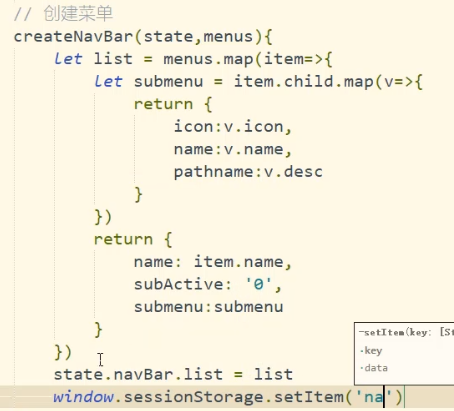 // 创建菜单
createNavBar(state,menus){
let list = menus.map(item=>{
let submenu = item.child.map(v=>{
return {
icon:v.icon,
name:v.name,
pathname:v.desc
}
})
return {
name: item.name,
subActive: '0',
submenu:submenu
}
})
state.navBar.list = list
window.sessionStorage.setItem('na')
-setItem(key: [St
-key
-data